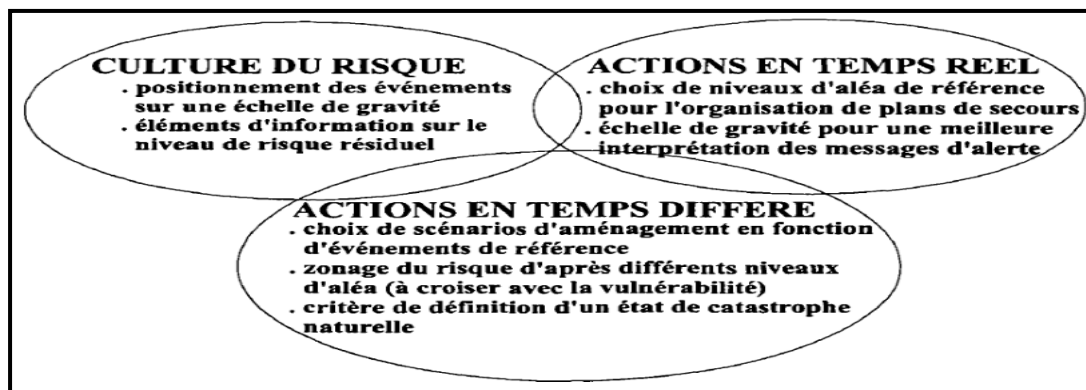 CULTURE DU RISQUE
. positionnement des événements
sur une échelle de gravité
. éléments d'information sur le
niveau de risque résiduel
ACTIONS EN TEMPS REEL
. choix de niveaux d'aléa de référence
pour l'organisation de plans de secours
. échelle de gravité pour une meilleure
interprétation des messages d'alerte
ACTIONS EN TEMPS DIFFERE
. choix de scénarios d'aménagement en fonction
d'événements de référence
. zonage du risque d'après différents niveaux
d'aléa (à croiser avec la vulnérabilité)
. critère de définition d'un état de catastrophe
naturelle